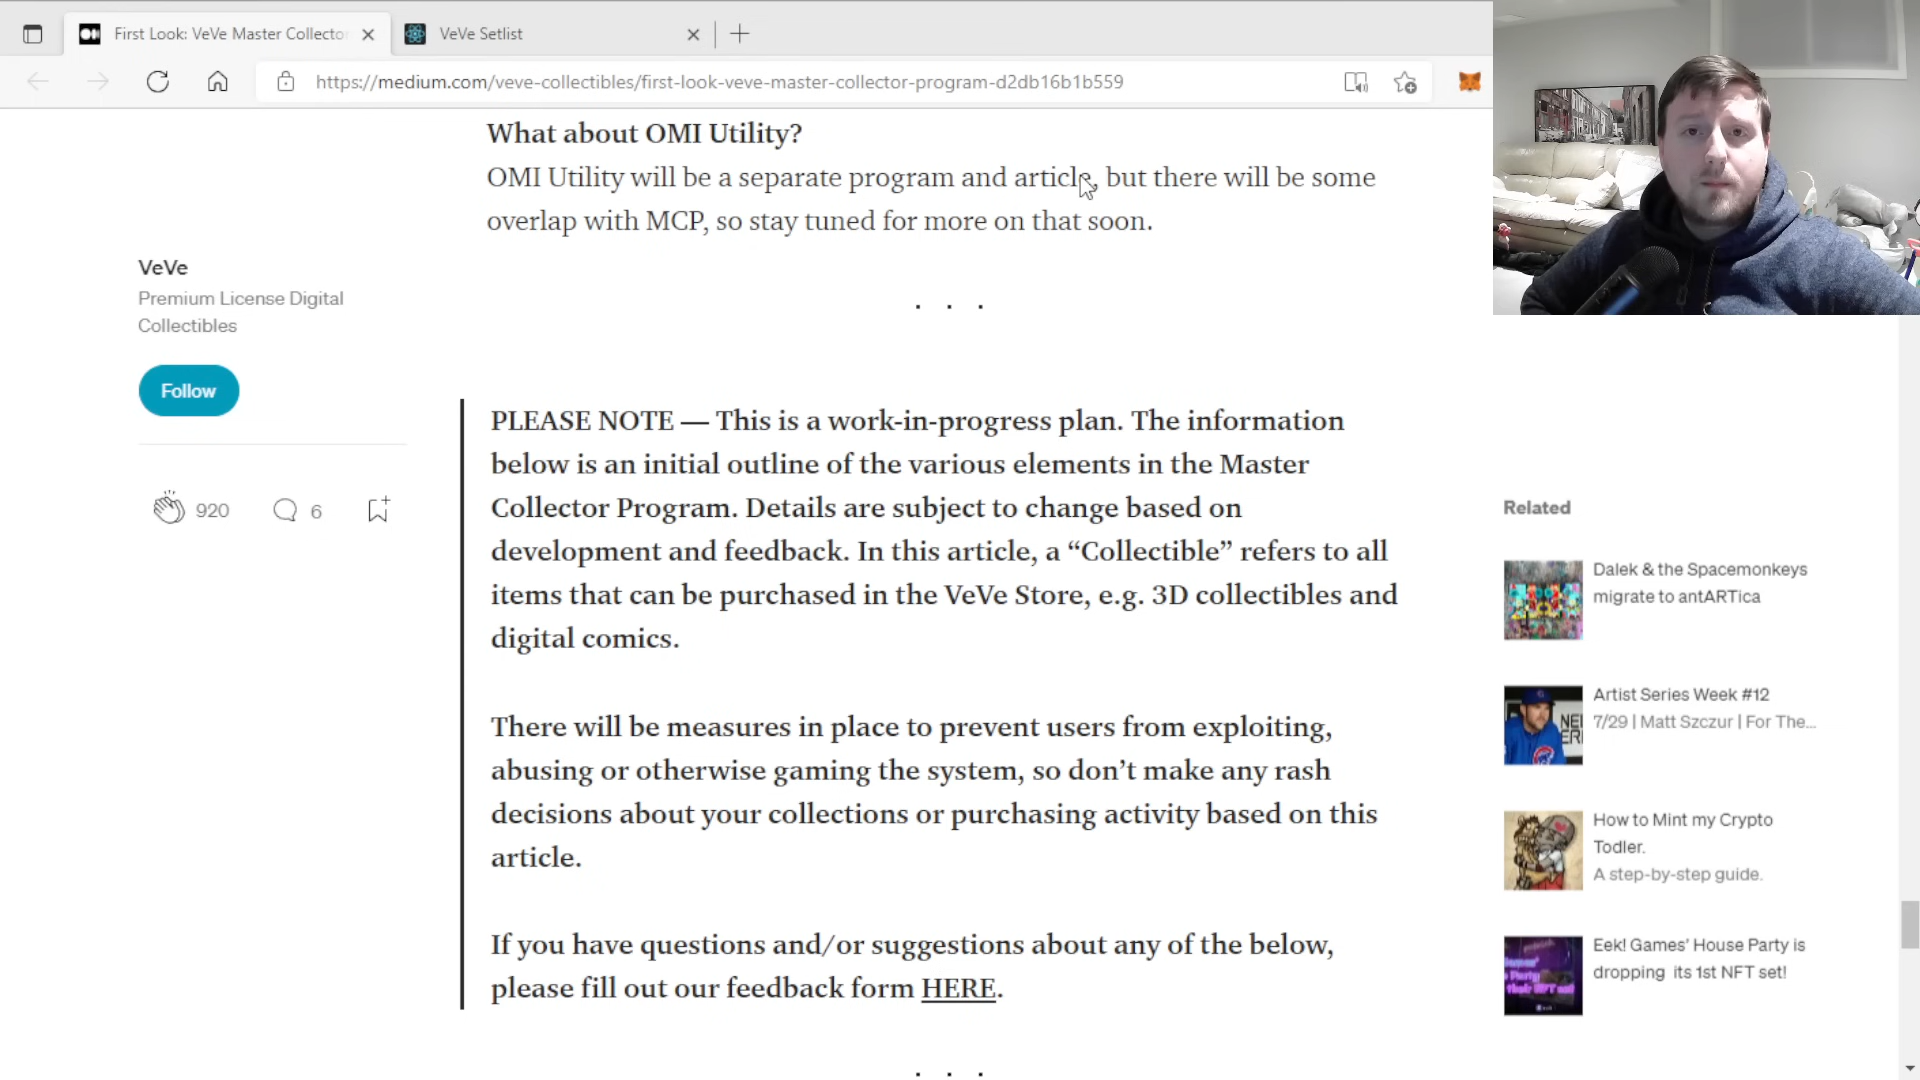 First Look: VeVe Master Collector
VeVe Setlist
https://medium.com/veve-collectibles/first-look-veve-master-collector-program-d2db16b1b559
What about OMI Utility?
OMI Utility will be a separate program and article, but there will be some
overlap with MCP, so stay tuned for more on that soon.
VeVe
Premium License Digital
Collectibles
Follow
920
6
PLEASE NOTE — This is a work-in-progress plan. The information
below is an initial outline of the various elements in the Master
Collector Program. Details are subject to change based on
development and feedback. In this article, a “Collectible” refers to all
items that can be purchased in the VeVe Store, e.g. 3D collectibles and
digital comics.
There will be measures in place to prevent users from exploiting,
abusing or otherwise gaming the system, so don’t make any rash
decisions about your collections or purchasing activity based on this
article.
If you have questions and/or suggestions about any of the below,
please fill out our feedback form HERE.
Related
Dalek & the Spacemonkeys
migrate to antARTica
Artist Series Week #12
7/29 | Matt Szczur | For The...
How to Mint my Crypto
Todler.
A step-by-step guide.
Eek! Games’ House Party is
dropping its 1st NFT set!